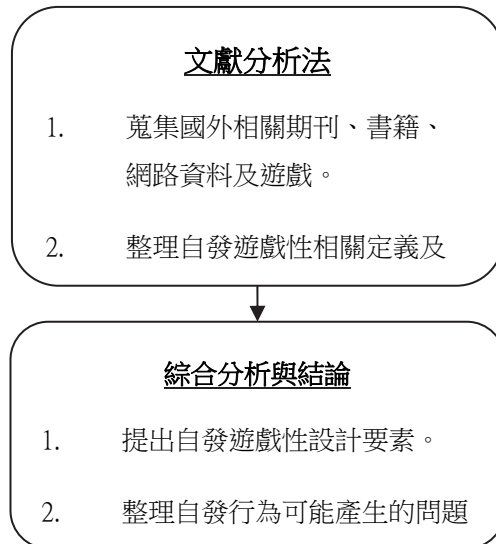 文獻分析法
1. 蒐集國外相關期刊、書籍、
網路資料及遊戲。
2. 整理自發遊戲性相關定義及
綜合分析與結論
1. 提出自發遊戲性設計要素。
2. 整理自發行為可能產生的問題